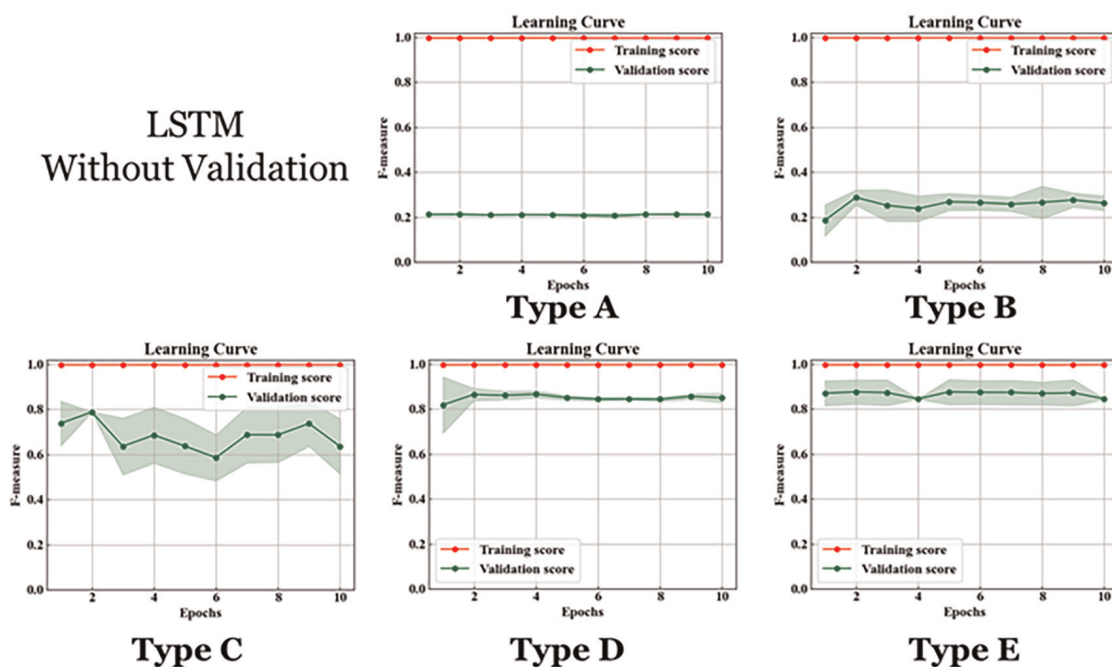 LSTM
Without Validation
Learning Curve
1.0
0.8
0.6
0.4
0.2
0.0
F-measure
Training score
Validation score
2
4
6
8
10
Epochs
Type A
Learning Curve
1.0
0.8
0.6
0.4
0.2
0.0
F-measure
Training score
Validation score
2
4
6
8
10
Epochs
Type B
Learning Curve
1.0
0.8
0.6
0.4
0.2
0.0
F-measure
Training score
Validation score
2
4
6
8
10
Epochs
Type C
Learning Curve
1.0
0.8
0.6
0.4
0.2
0.0
F-measure
Training score
Validation score
2
4
6
8
10
Epochs
Type D
Learning Curve
1.0
0.8
0.6
0.4
0.2
0.0
F-measure
Training score
Validation score
2
4
6
8
10
Epochs
Type E